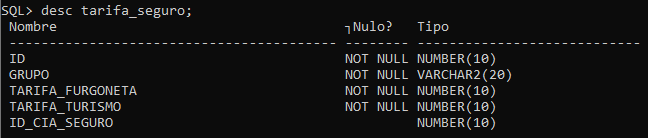 SQL> desc tarifa_seguro;
Nombre ┐Nulo? Tipo
----------------------------------------- -------- ----------------------------
ID NOT NULL NUMBER(10)
GRUPO NOT NULL VARCHAR2(20)
TARIFA_FURGONETA NOT NULL NUMBER(10)
TARIFA_TURISMO NOT NULL NUMBER(10)
ID_CIA_SEGURO NUMBER(10)